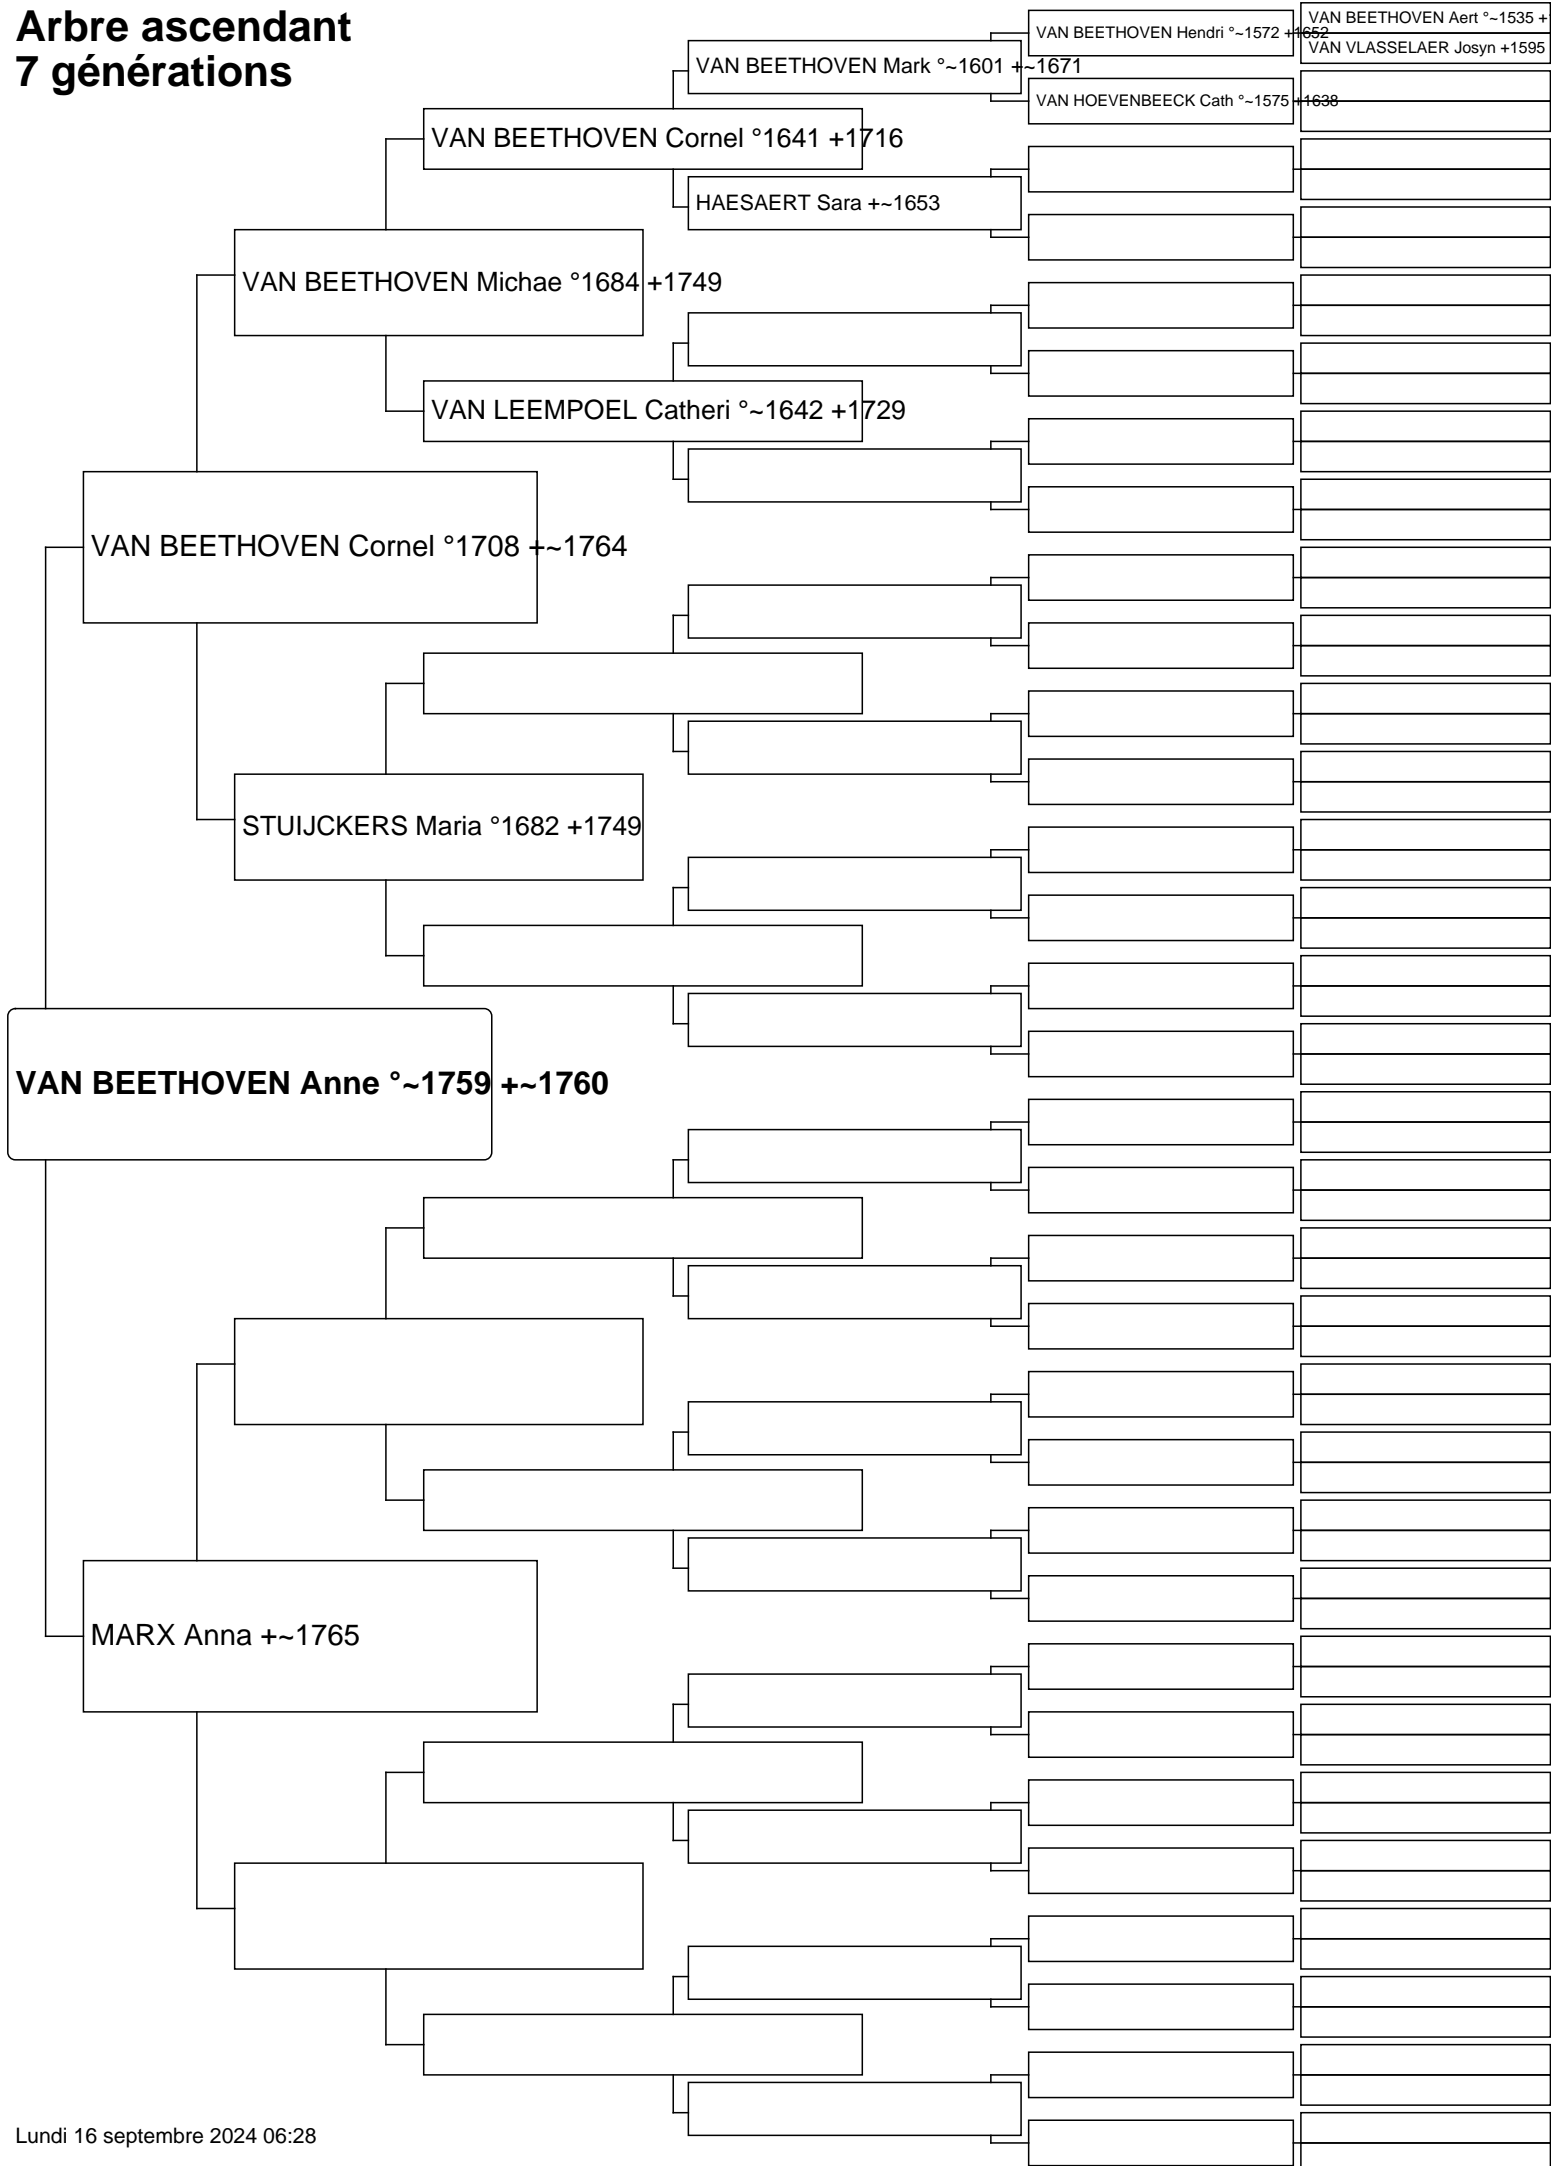 Arbre ascendant
7 générations
VAN BEETHOVEN Hendri °~1572 +1652
VAN BEETHOVEN Aert °~1535 +
VAN VLASSELAER Josyn +1595
VAN BEETHOVEN Mark °~1601 +~1671
VAN HOEVENBEECK Cath °~1575 +1638
VAN BEETHOVEN Cornel °1641 +1716
HAESAERT Sara +~1653
VAN BEETHOVEN Michae °1684 +1749
VAN LEEMPOEL Catheri °~1642 +1729
VAN BEETHOVEN Cornel °1708 +~1764
STUIJCKERS Maria °1682 +1749
VAN BEETHOVEN Anne °~1759 +~1760
MARX Anna +~1765
Lundi 16 septembre 2024 06:28